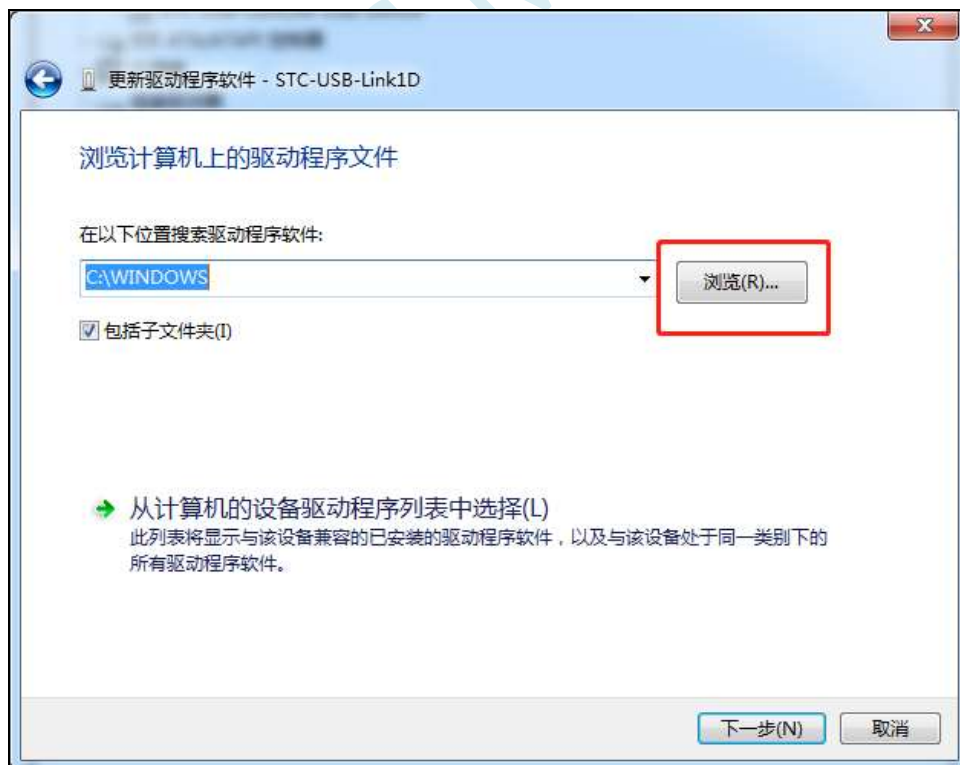 更新驱动程序软件 - STC-USB-Link1D
浏览计算机上的驱动程序文件
在以下位置搜索驱动程序软件:
C:\WINDOWS
浏览(R)...
包括子文件夹(I)
从计算机的设备驱动程序列表中选择(L)
此列表将显示与该设备兼容的已安装的驱动程序软件，以及与该设备处于同一类别下的
所有驱动程序软件。
下一步(N)
取消